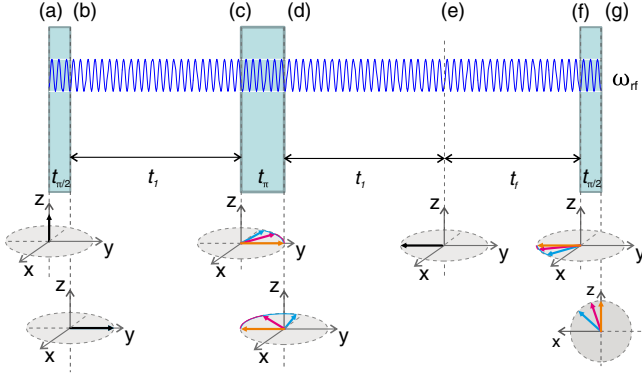 (a) (b) (c) (d) (e) (f) (g)
ω_rf
t_π/2 t_1 t_π t_1 t_f t_π/2
z z z z
y y y y
x x x x
z z z
y y x
x x